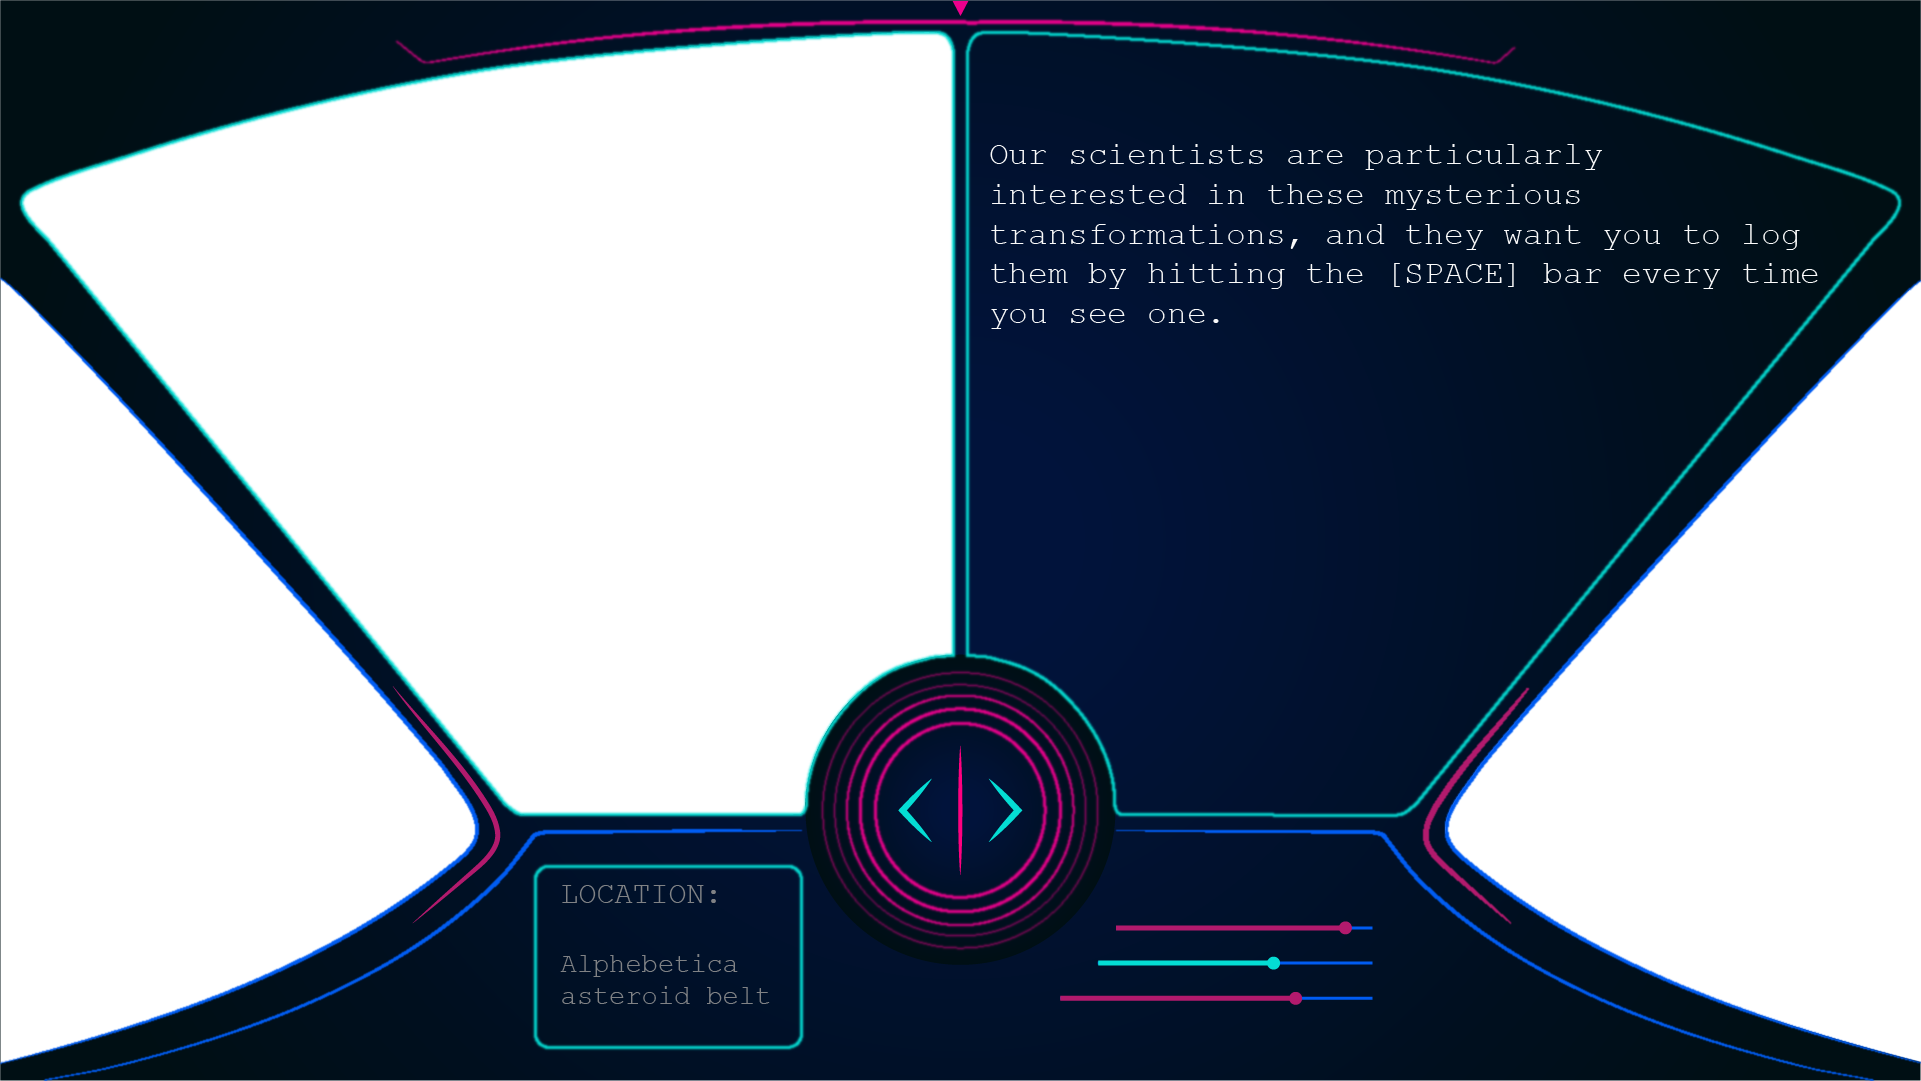 Our scientists are particularly
interested in these mysterious
transformations, and they want you to log
them by hitting the [SPACE] bar every time
you see one.
LOCATION:
Alphebetica
asteroid belt